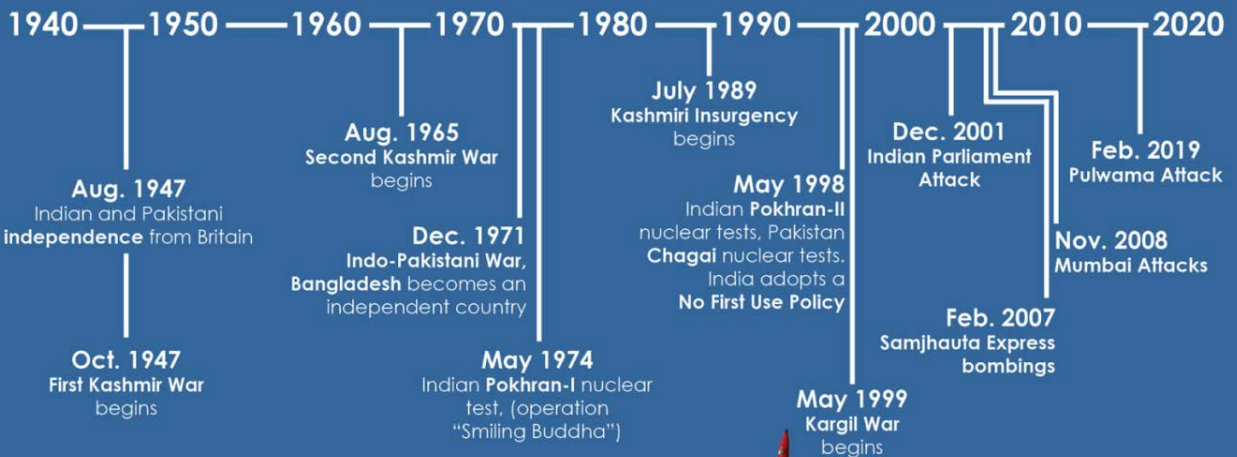 1940 1950 1960 1970 1980 1990 2000 2010 2020
Aug. 1947
Indian and Pakistani
independence from Britain
Oct. 1947
First Kashmir War
begins
Aug. 1965
Second Kashmir War
begins
Dec. 1971
Indo-Pakistani War,
Bangladesh becomes an
independent country
May 1974
Indian Pokhran-I nuclear
test, (operation
“Smiling Buddha”)
July 1989
Kashmiri Insurgency
begins
May 1998
Indian Pokhran-II
nuclear tests, Pakistan
Chagai nuclear tests.
India adopts a
No First Use Policy
May 1999
Kargil War
begins
Dec. 2001
Indian Parliament
Attack
Feb. 2007
Samjhauta Express
bombings
Nov. 2008
Mumbai Attacks
Feb. 2019
Pulwama Attack